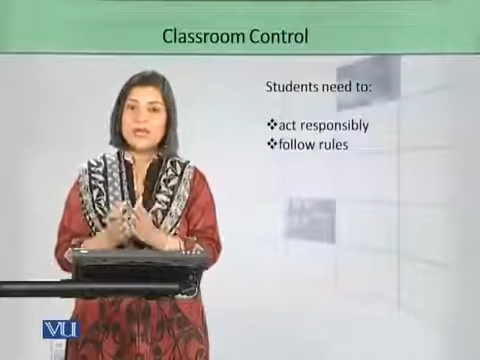 Classroom Control
Students need to:
❖act responsibly
❖follow rules
VU